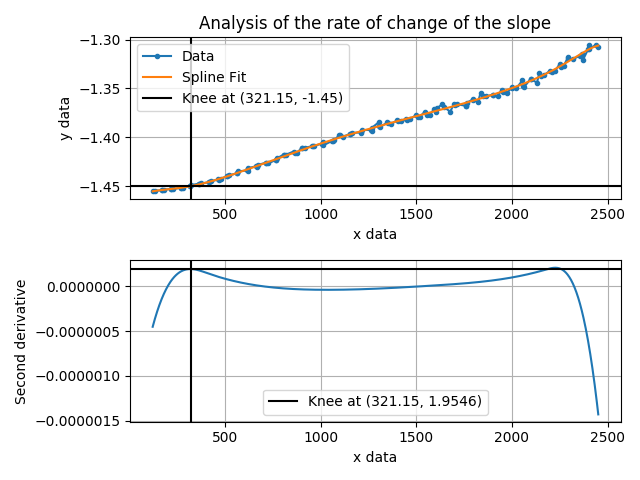 Analysis of the rate of change of the slope
y data
−1.30
−1.35
−1.40
−1.45
Data
Spline Fit
Knee at (321.15, -1.45)
500
1000
1500
2000
2500
x data
Second derivative
0.0000000
−0.0000005
−0.0000010
−0.0000015
Knee at (321.15, 1.9546)
500
1000
1500
2000
2500
x data